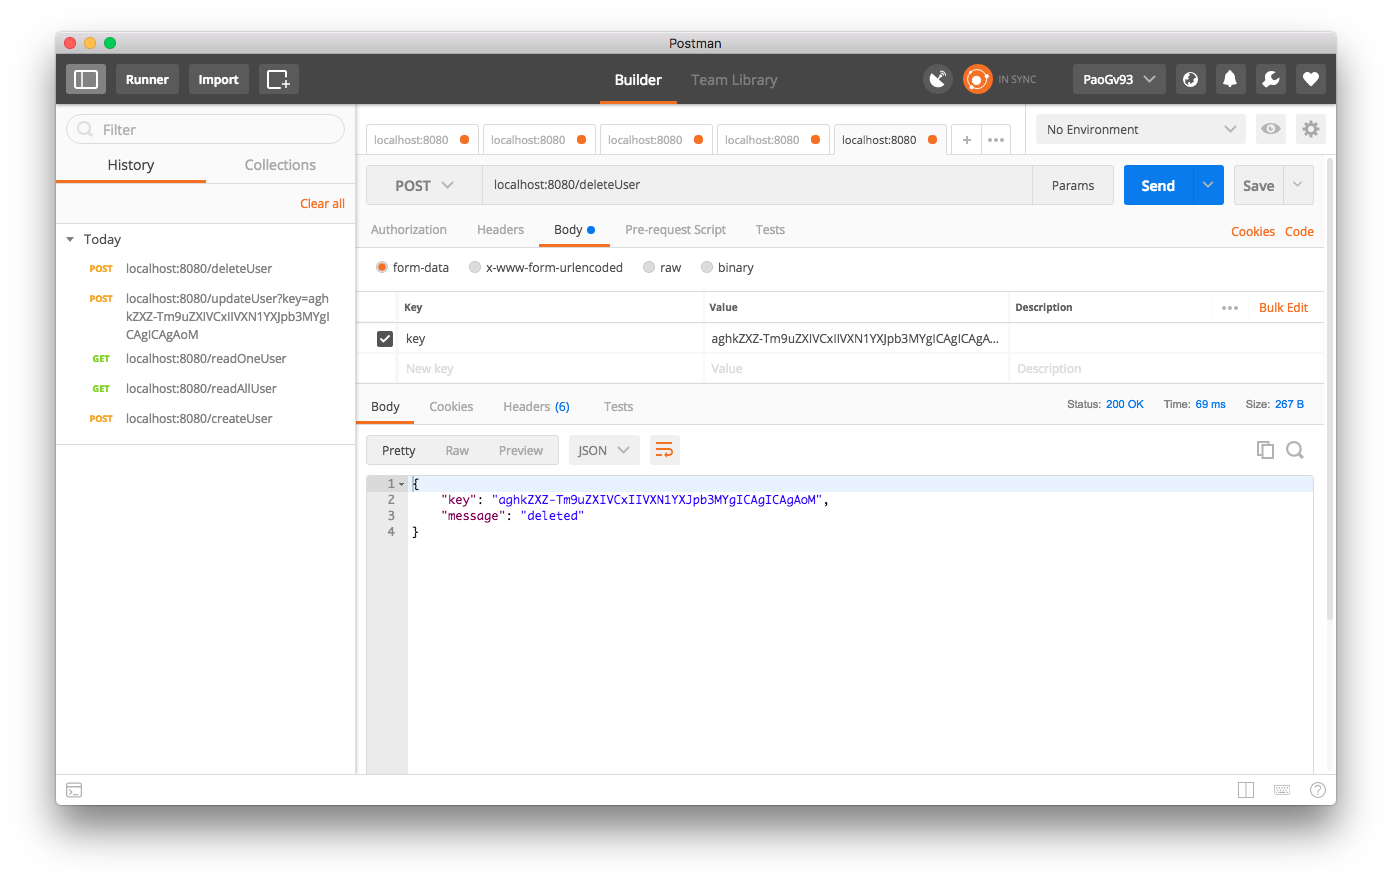 Postman
Runner
Import
Builder
Team Library
IN SYNC
PaoGv93
Filter
History
Collections
Clear all
Today
POST localhost:8080/deleteUser
POST localhost:8080/updateUser?key=agh
kZXZ-Tm9uZXIVCxIIVXN1YXJpb3MYgI
CAgICAgAoM
GET localhost:8080/readOneUser
GET localhost:8080/readAllUser
POST localhost:8080/createUser
localhost:8080
localhost:8080
localhost:8080
localhost:8080
localhost:8080
No Environment
POST
localhost:8080/deleteUser
Params
Send
Save
Authorization
Headers
Body
Pre-request Script
Tests
Cookies
Code
form-data
x-www-form-urlencoded
raw
binary
Key Value Description
Bulk Edit
key aghkZXZ-Tm9uZXIVCxIIVXN1YXJpb3MYgICAgICAgA...
New key Value Description
Body
Cookies
Headers (6)
Tests
Status: 200 OK
Time: 69 ms
Size: 267 B
Pretty
Raw
Preview
JSON
1 {
2 "key": "aghkZXZ-Tm9uZXIVCxIIVXN1YXJpb3MYgICAgICAgAoM",
3 "message": "deleted"
4 }